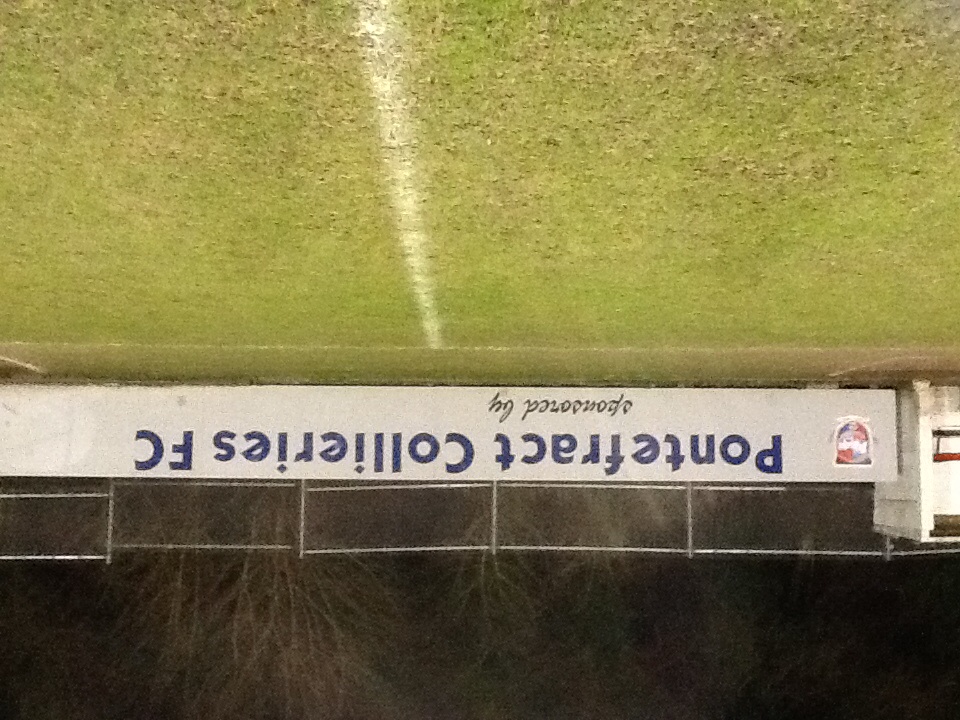 Pontefract Collieries FC
sponsored by